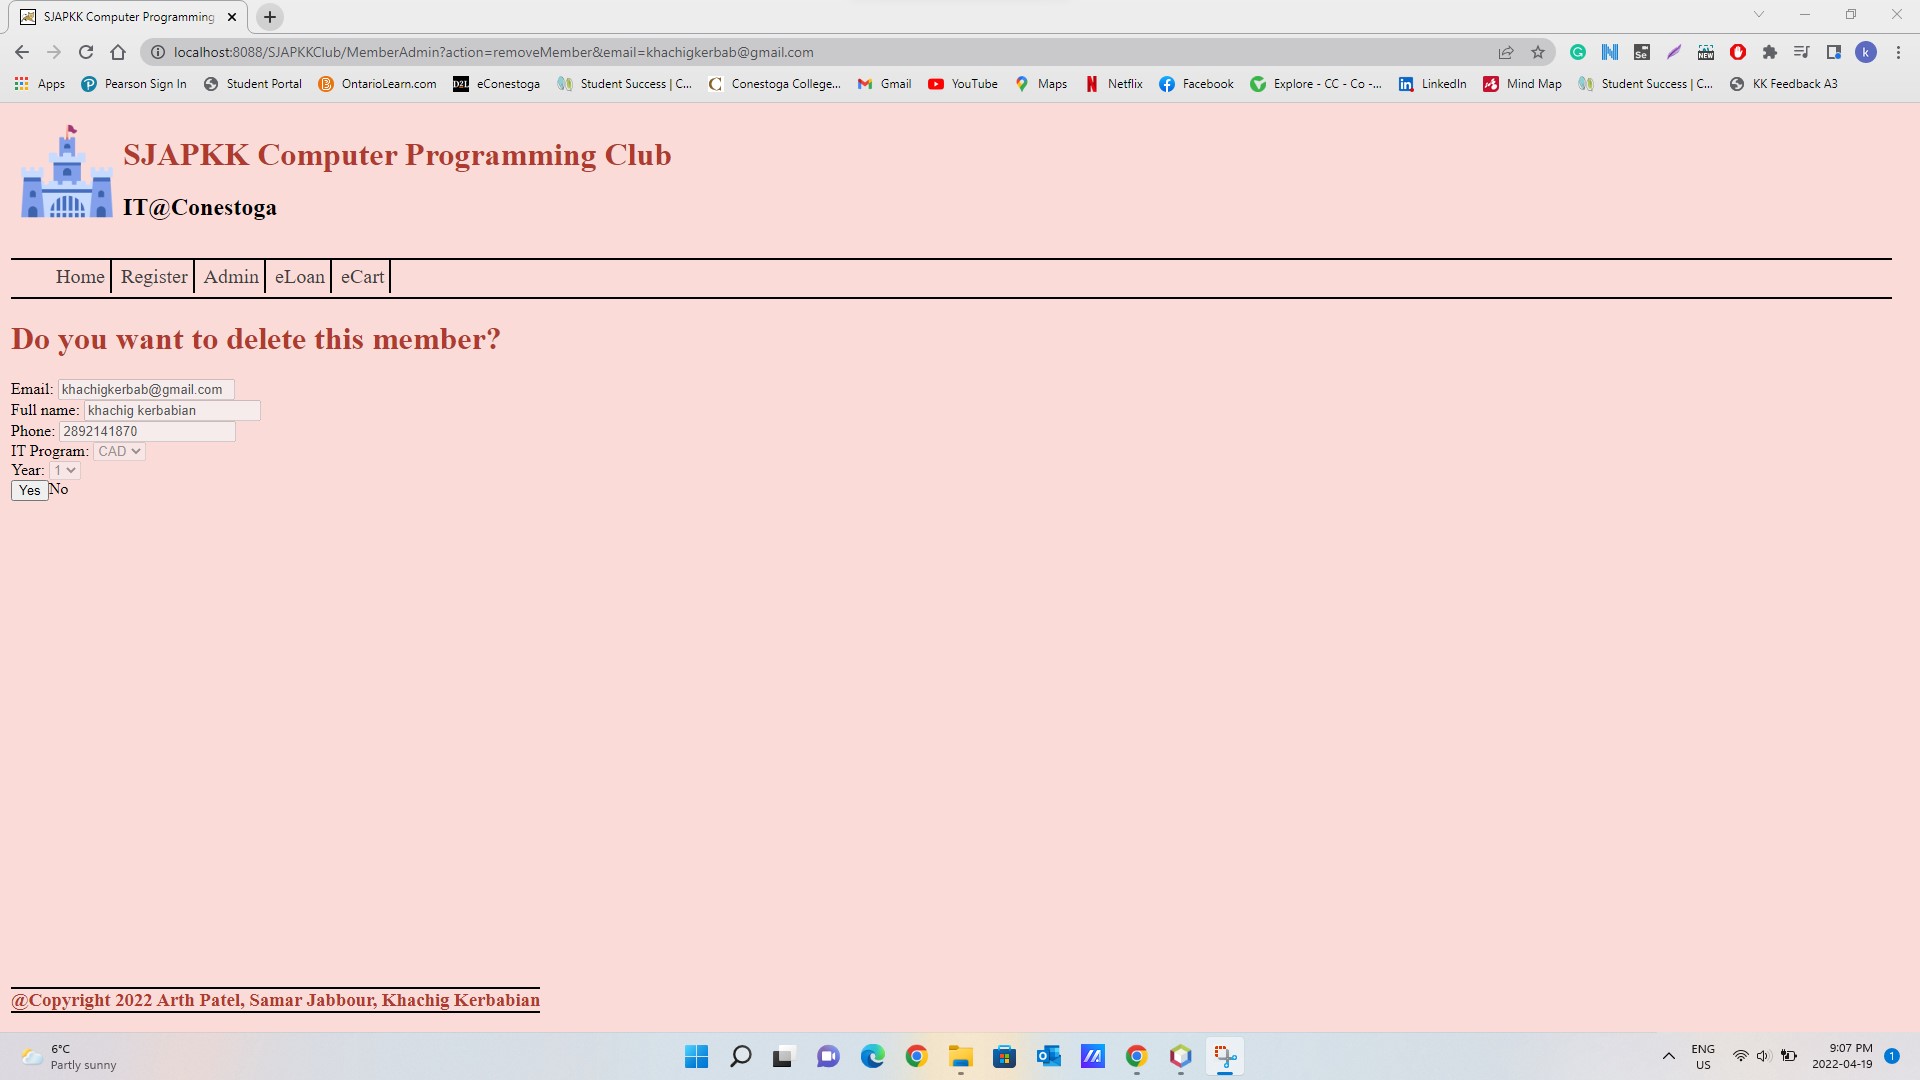 SJAPKK Computer Programming
localhost:8088/SJAPKKClub/MemberAdmin?action=removeMember&email=khachigkerbab@gmail.com
Se NEW k
Apps Pearson Sign In Student Portal OntarioLearn.com D2L eConestoga Student Success | C... Conestoga College... Gmail YouTube Maps Netflix Facebook Explore - CC - Co -... LinkedIn Mind Map Student Success | C... KK Feedback A3
SJAPKK Computer Programming Club
IT@Conestoga
Home Register Admin eLoan eCart
Do you want to delete this member?
Email: khachigkerbab@gmail.com
Full name: khachig kerbabian
Phone: 2892141870
IT Program: CAD
Year: 1
Yes No
@Copyright 2022 Arth Patel, Samar Jabbour, Khachig Kerbabian
6°C
Partly sunny
ENG
US
9:07 PM
2022-04-19
1